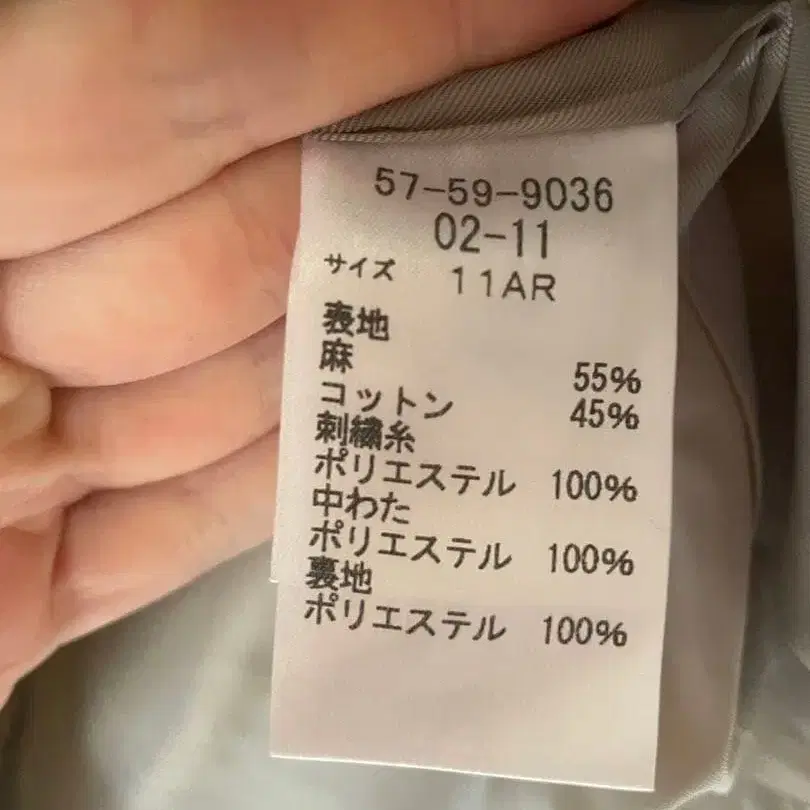 57-59-9036
02-11
サイズ 11AR
表地
麻 55%
コットン 45%
刺繍糸
ポリエステル 100%
中わた
ポリエステル 100%
裏地
ポリエステル 100%